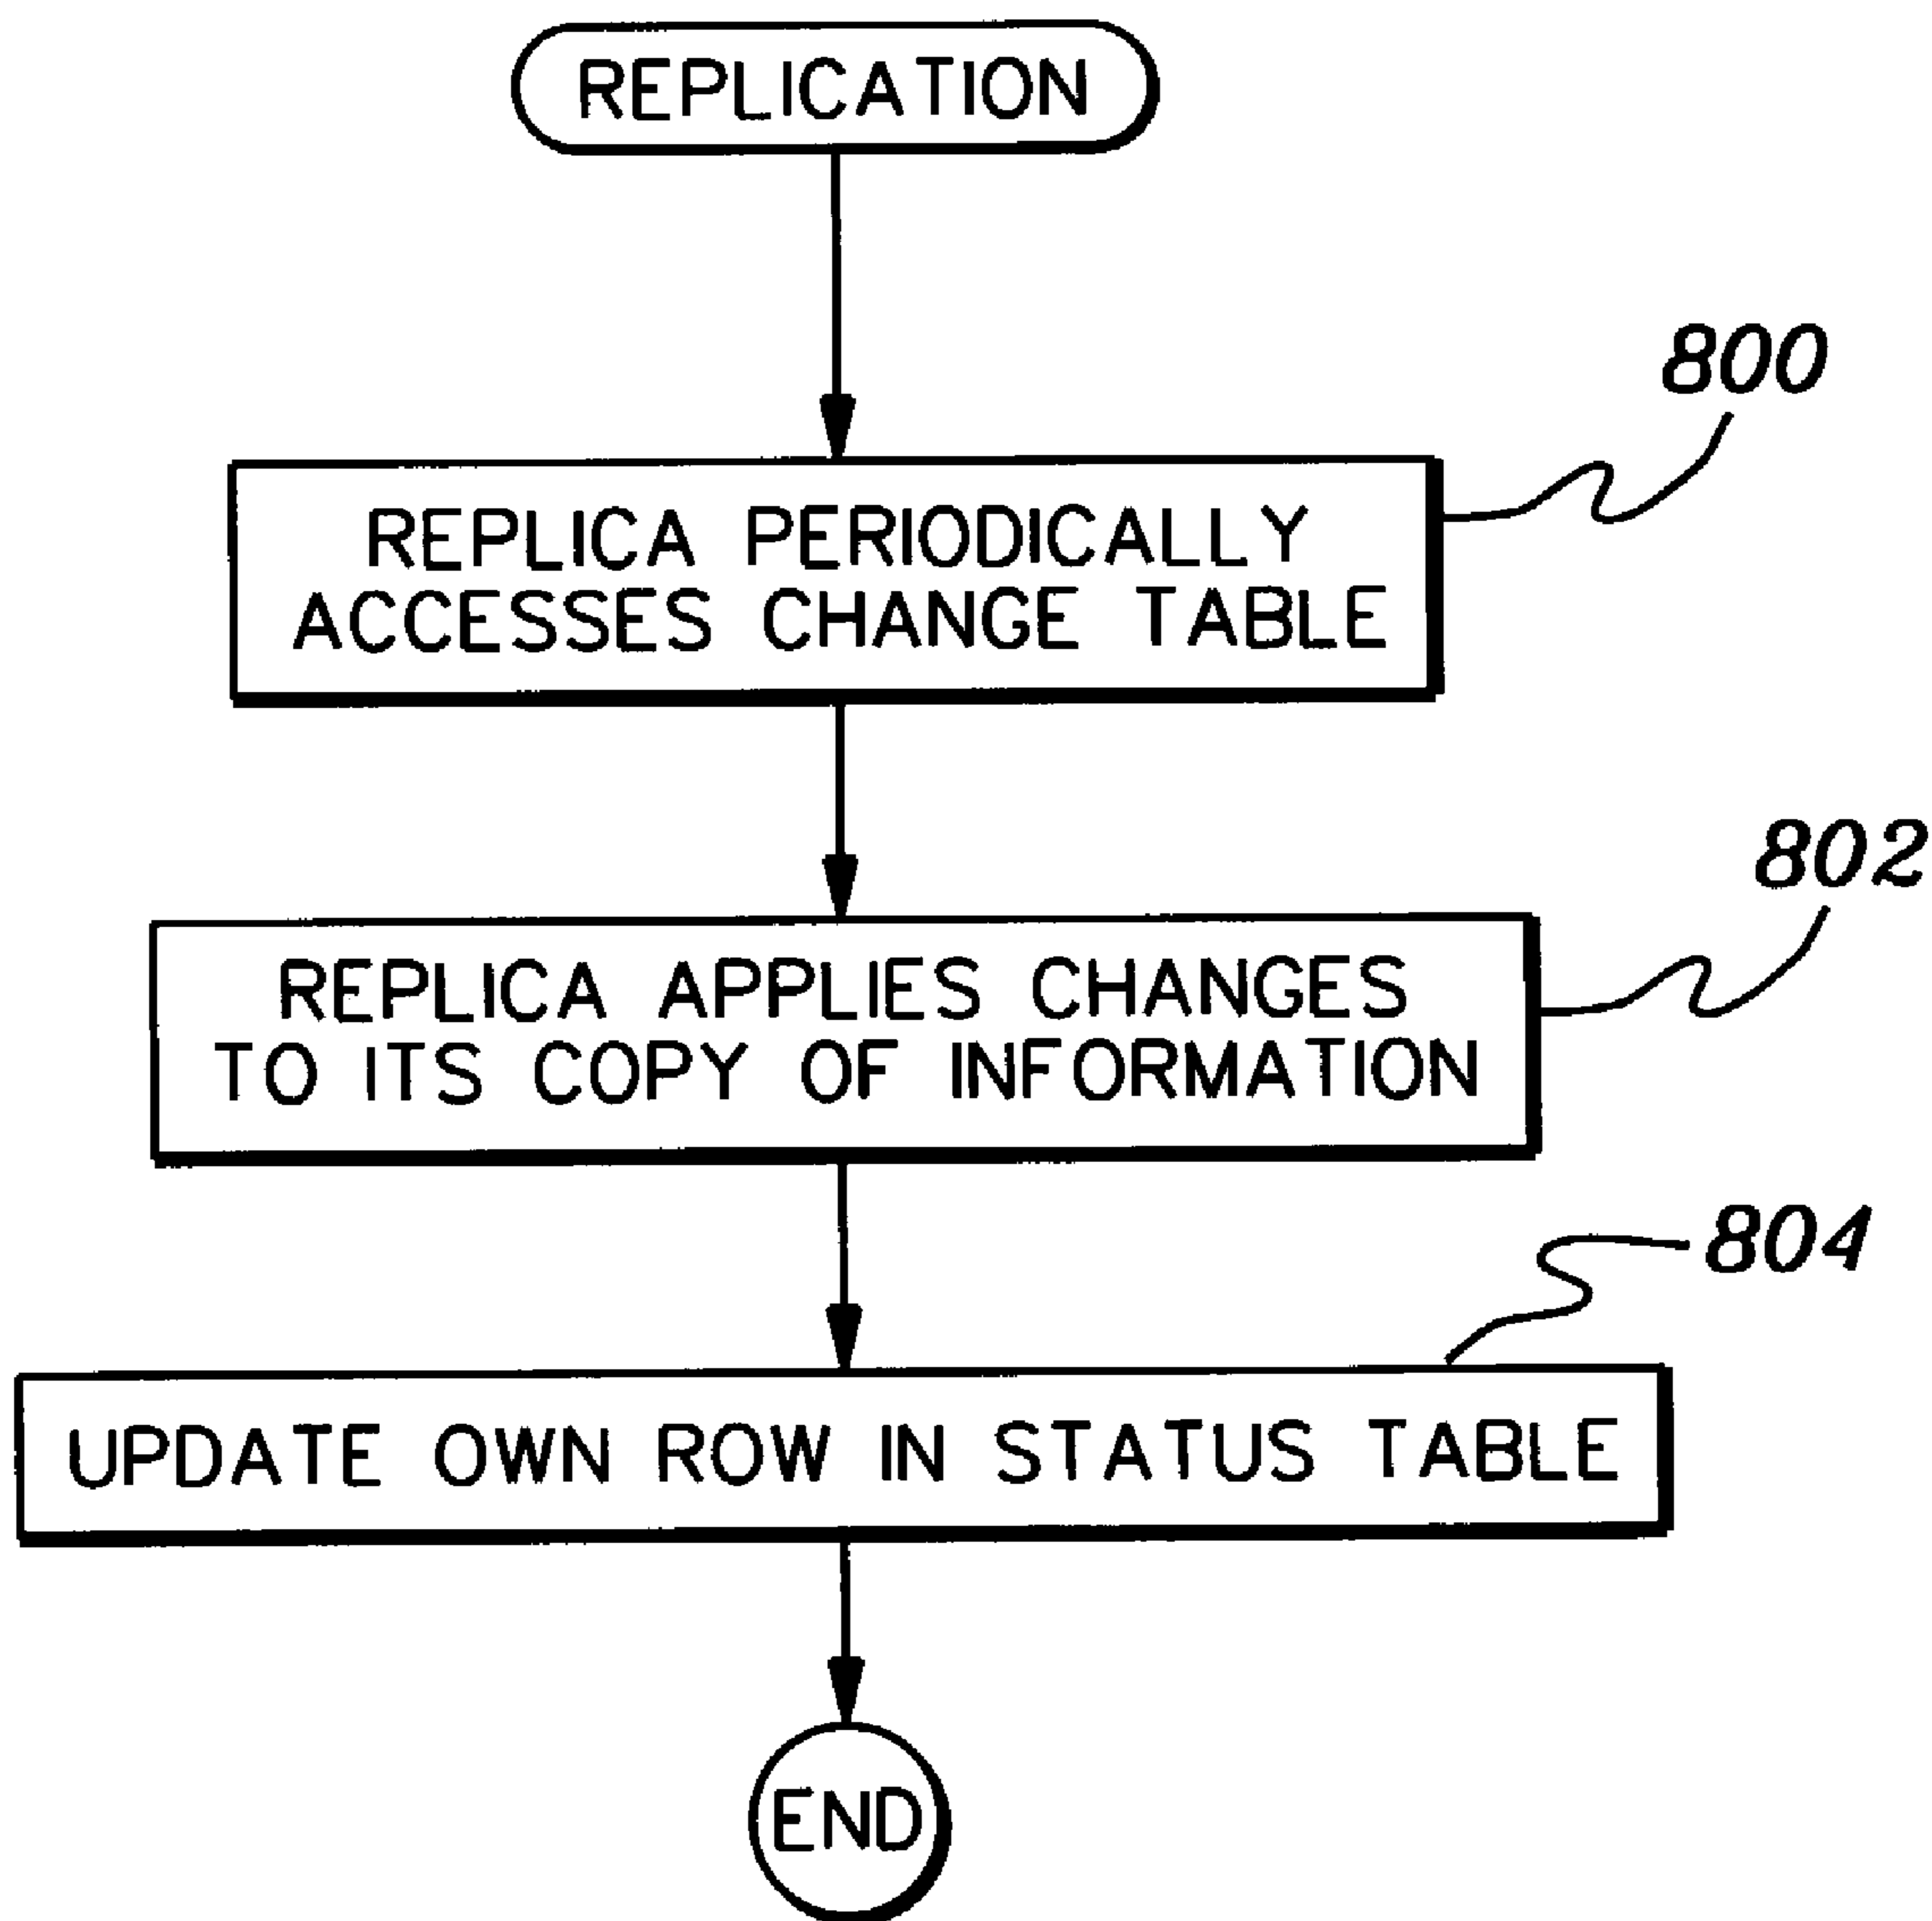 REPLICATION
800
REPLICA PERIODICALLY
ACCESSES CHANGE TABLE
802
REPLICA APPLIES CHANGES
TO ITS COPY OF INFORMATION
804
UPDATE OWN ROW IN STATUS TABLE
END